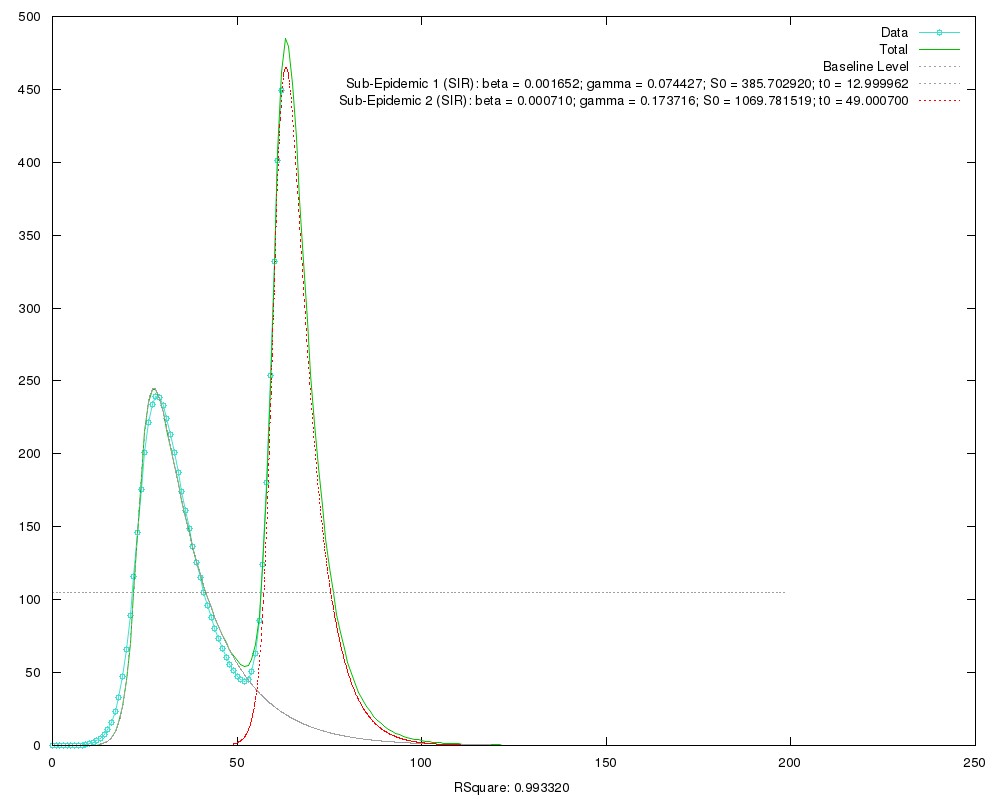 500
450
400
350
300
250
200
150
100
50
0
0 50 100 150 200 250
Data
Total
Baseline Level
Sub-Epidemic 1 (SIR): beta = 0.001652; gamma = 0.074427; S0 = 385.702920; t0 = 12.999962
Sub-Epidemic 2 (SIR): beta = 0.000710; gamma = 0.173716; S0 = 1069.781519; t0 = 49.000700
RSquare: 0.993320